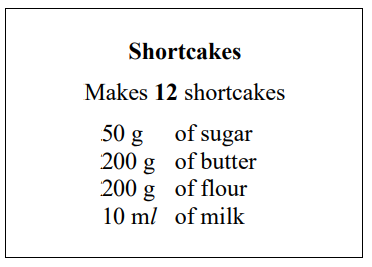 Shortcakes
Makes 12 shortcakes
50 g of sugar
200 g of butter
200 g of flour
10 ml of milk